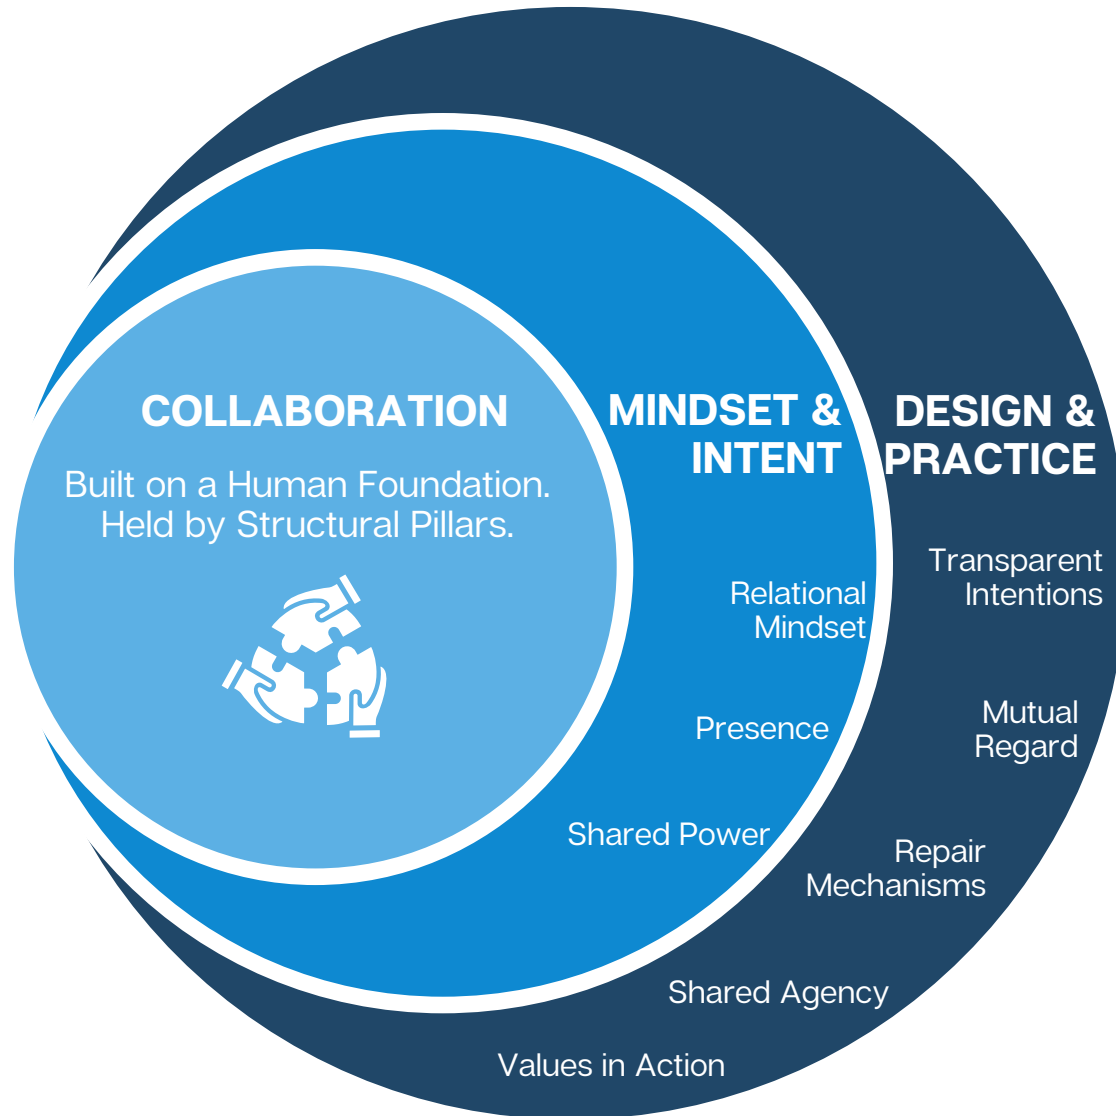 COLLABORATION
Built on a Human Foundation.
Held by Structural Pillars.
MINDSET &
INTENT
Relational
Mindset
Presence
Shared Power
DESIGN &
PRACTICE
Transparent
Intentions
Mutual
Regard
Repair
Mechanisms
Shared Agency
Values in Action